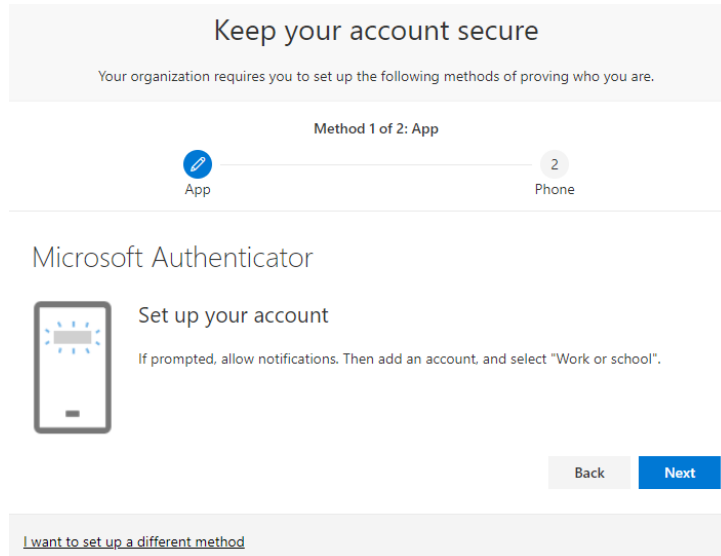 Keep your account secure
Your organization requires you to set up the following methods of proving who you are.
Method 1 of 2: App
2
App
Phone
Microsoft Authenticator
Set up your account
If prompted, allow notifications. Then add an account, and select "Work or school".
Back
Next
I want to set up a different method